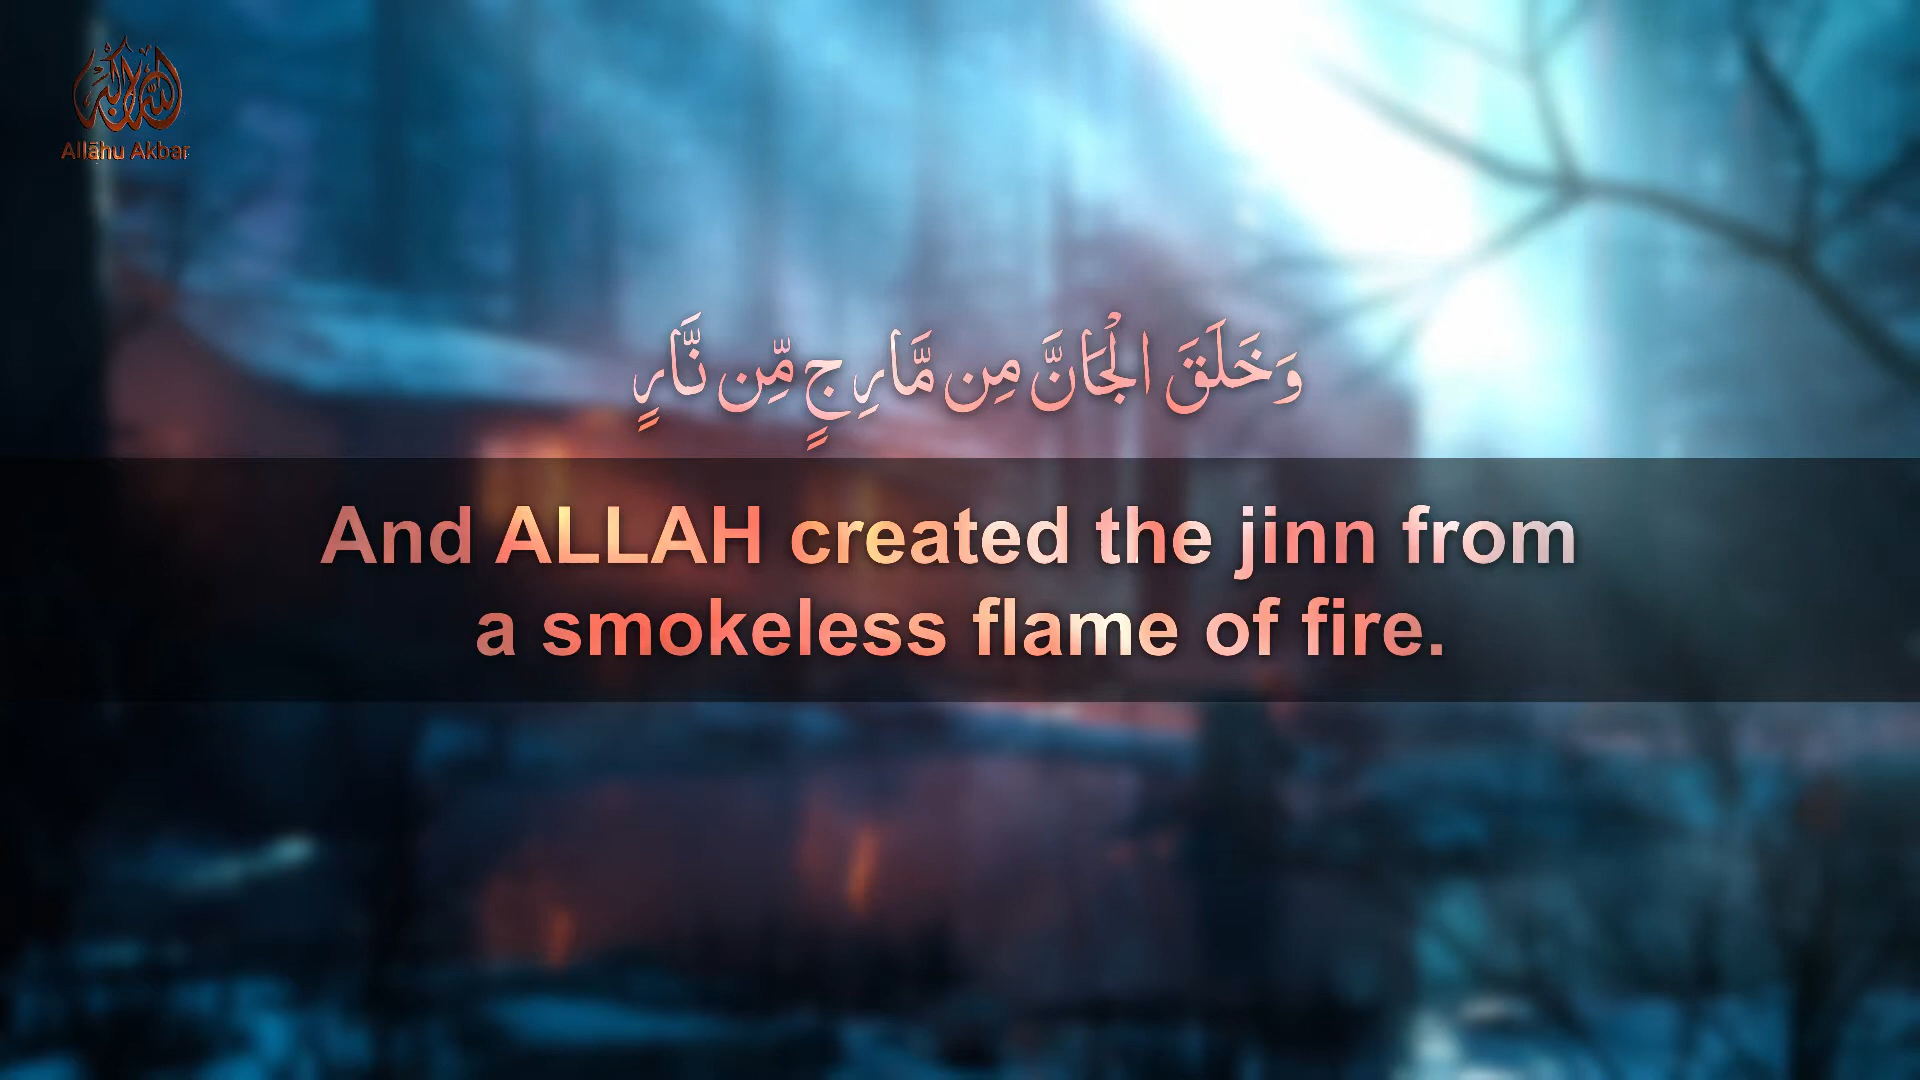 الله أكبر
Allāhu Akbar
وَخَلَقَ الْجَانَّ مِن مَّارِجٍ مِّن نَّارٍ
And ALLAH created the jinn from
a smokeless flame of fire.